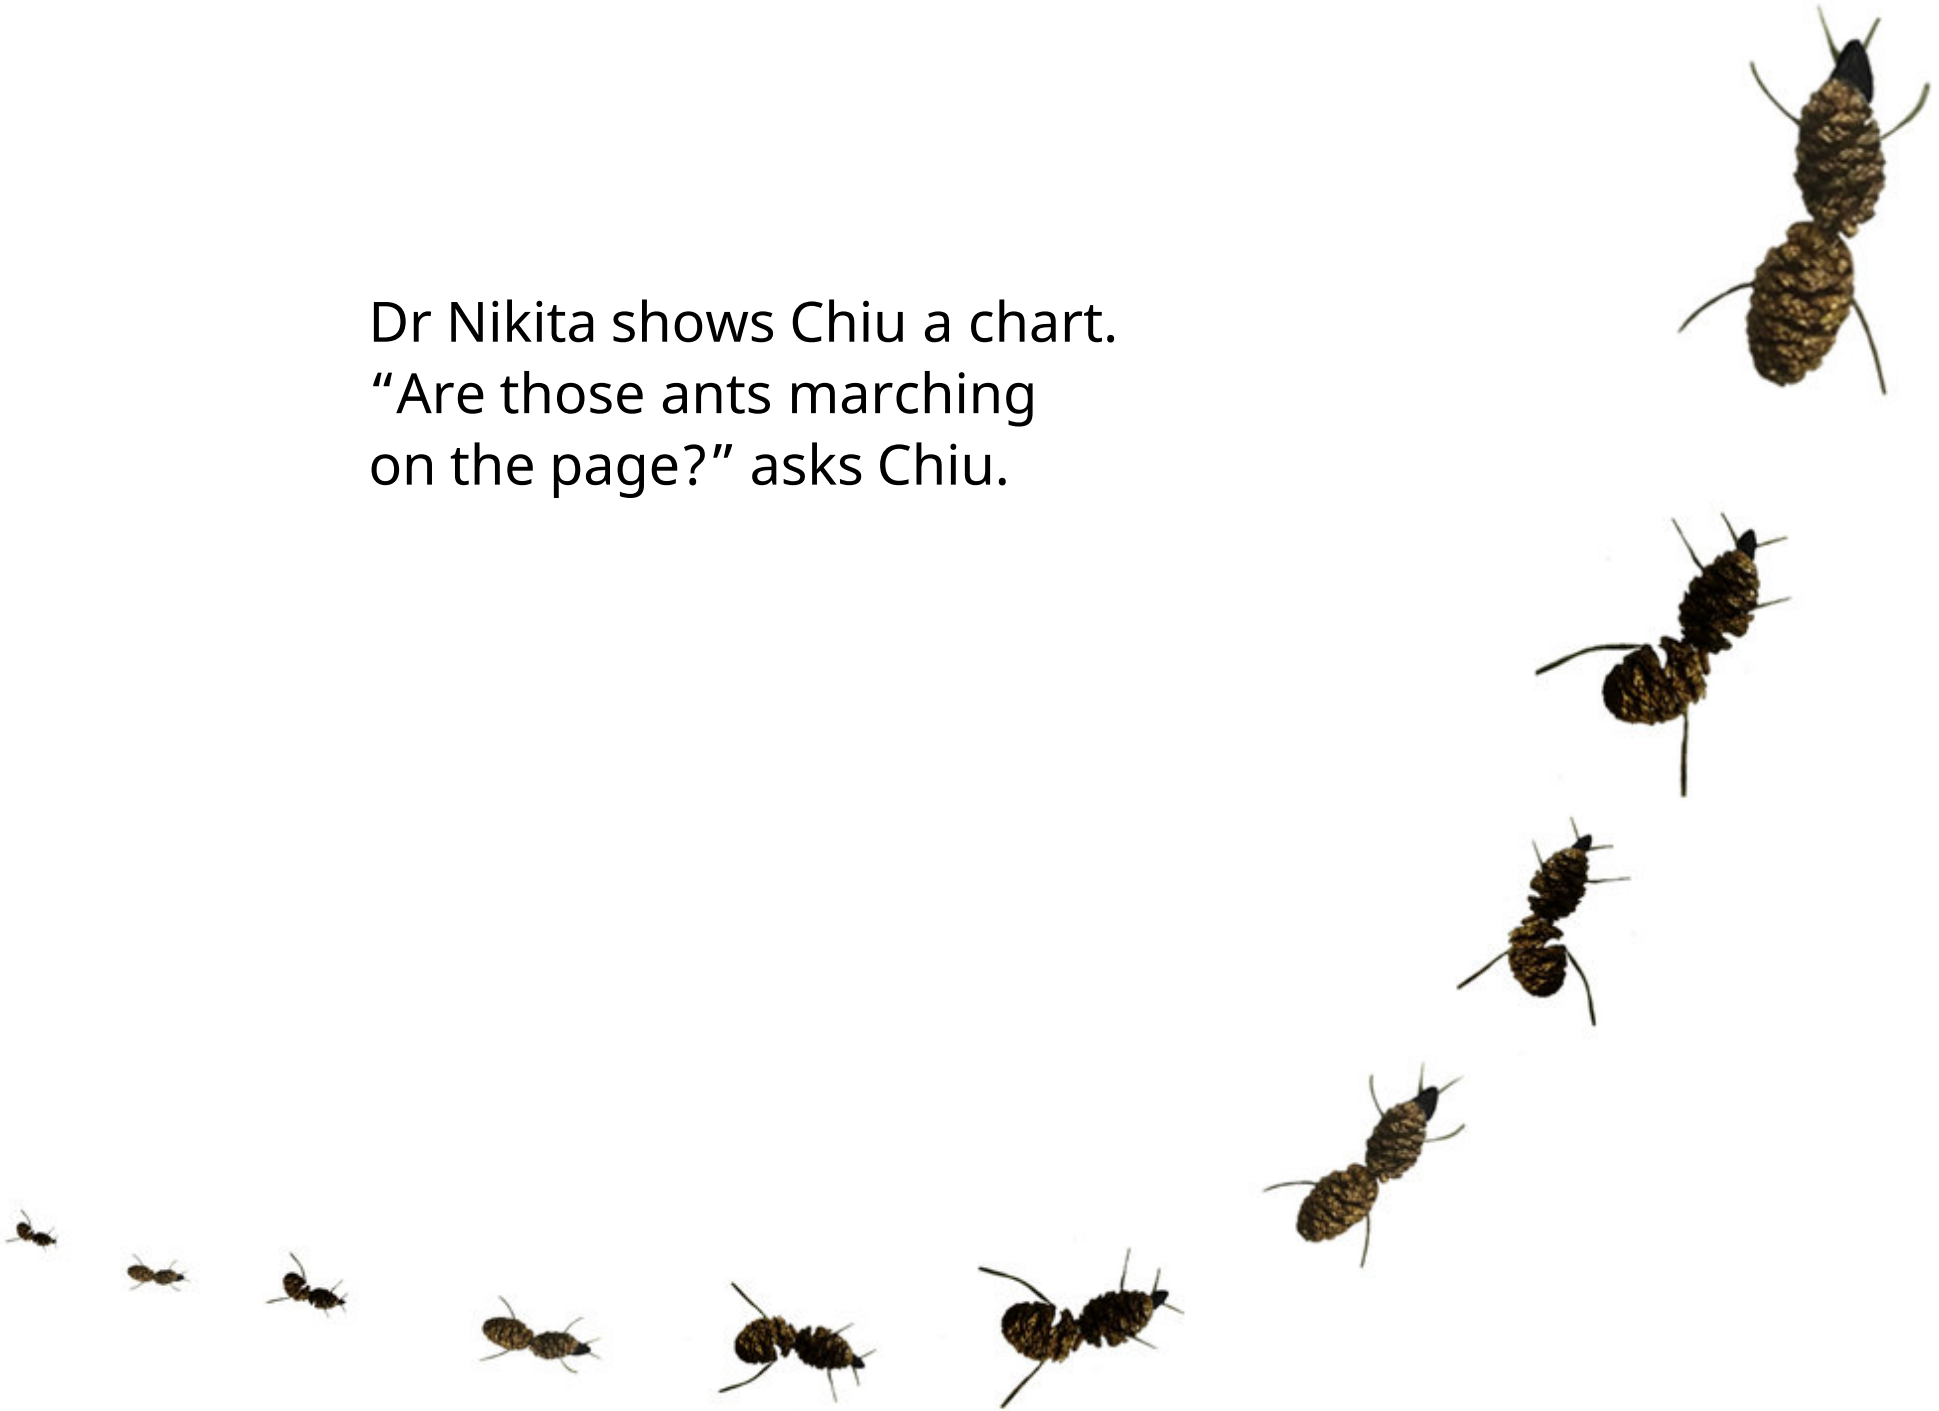 Dr Nikita shows Chiu a chart.
“Are those ants marching
on the page?” asks Chiu.